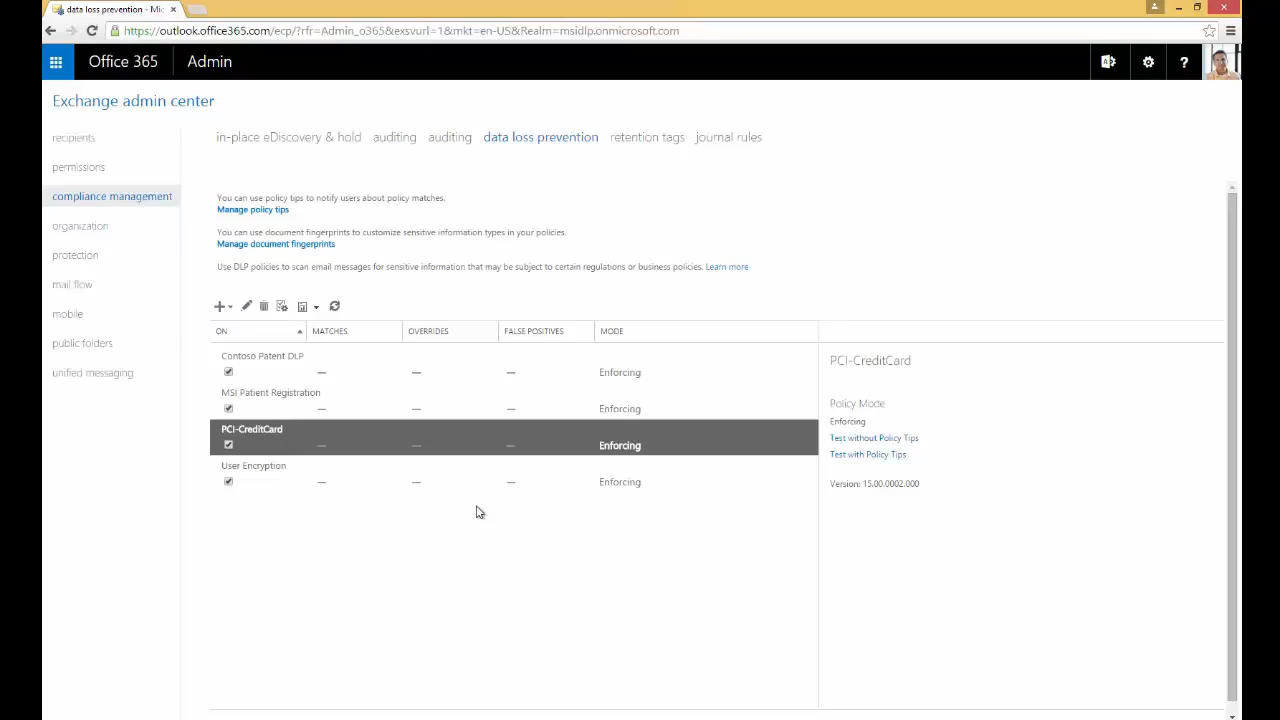 data loss prevention - Mic
https://outlook.office365.com/ecp/?rfr=Admin_o365&exsvurl=1&mkt=en-US&Realm=msidlp.onmicrosoft.com
Office 365 Admin
?
Exchange admin center
recipients
permissions
compliance management
organization
protection
mail flow
mobile
public folders
unified messaging
in-place eDiscovery & hold auditing auditing data loss prevention retention tags journal rules
You can use policy tips to notify users about policy matches.
Manage policy tips
You can use document fingerprints to customize sensitive information types in your policies.
Manage document fingerprints
Use DLP policies to scan email messages for sensitive information that may be subject to certain regulations or business policies. Learn more
ON MATCHES OVERRIDES FALSE POSITIVES MODE
Contoso Patent DLP
— — — Enforcing
MSI Patient Registration
— — — Enforcing
PCI-CreditCard
— — — Enforcing
User Encryption
— — — Enforcing
PCI-CreditCard
Policy Mode
Enforcing
Test without Policy Tips
Test with Policy Tips
Version: 15.00.0002.000